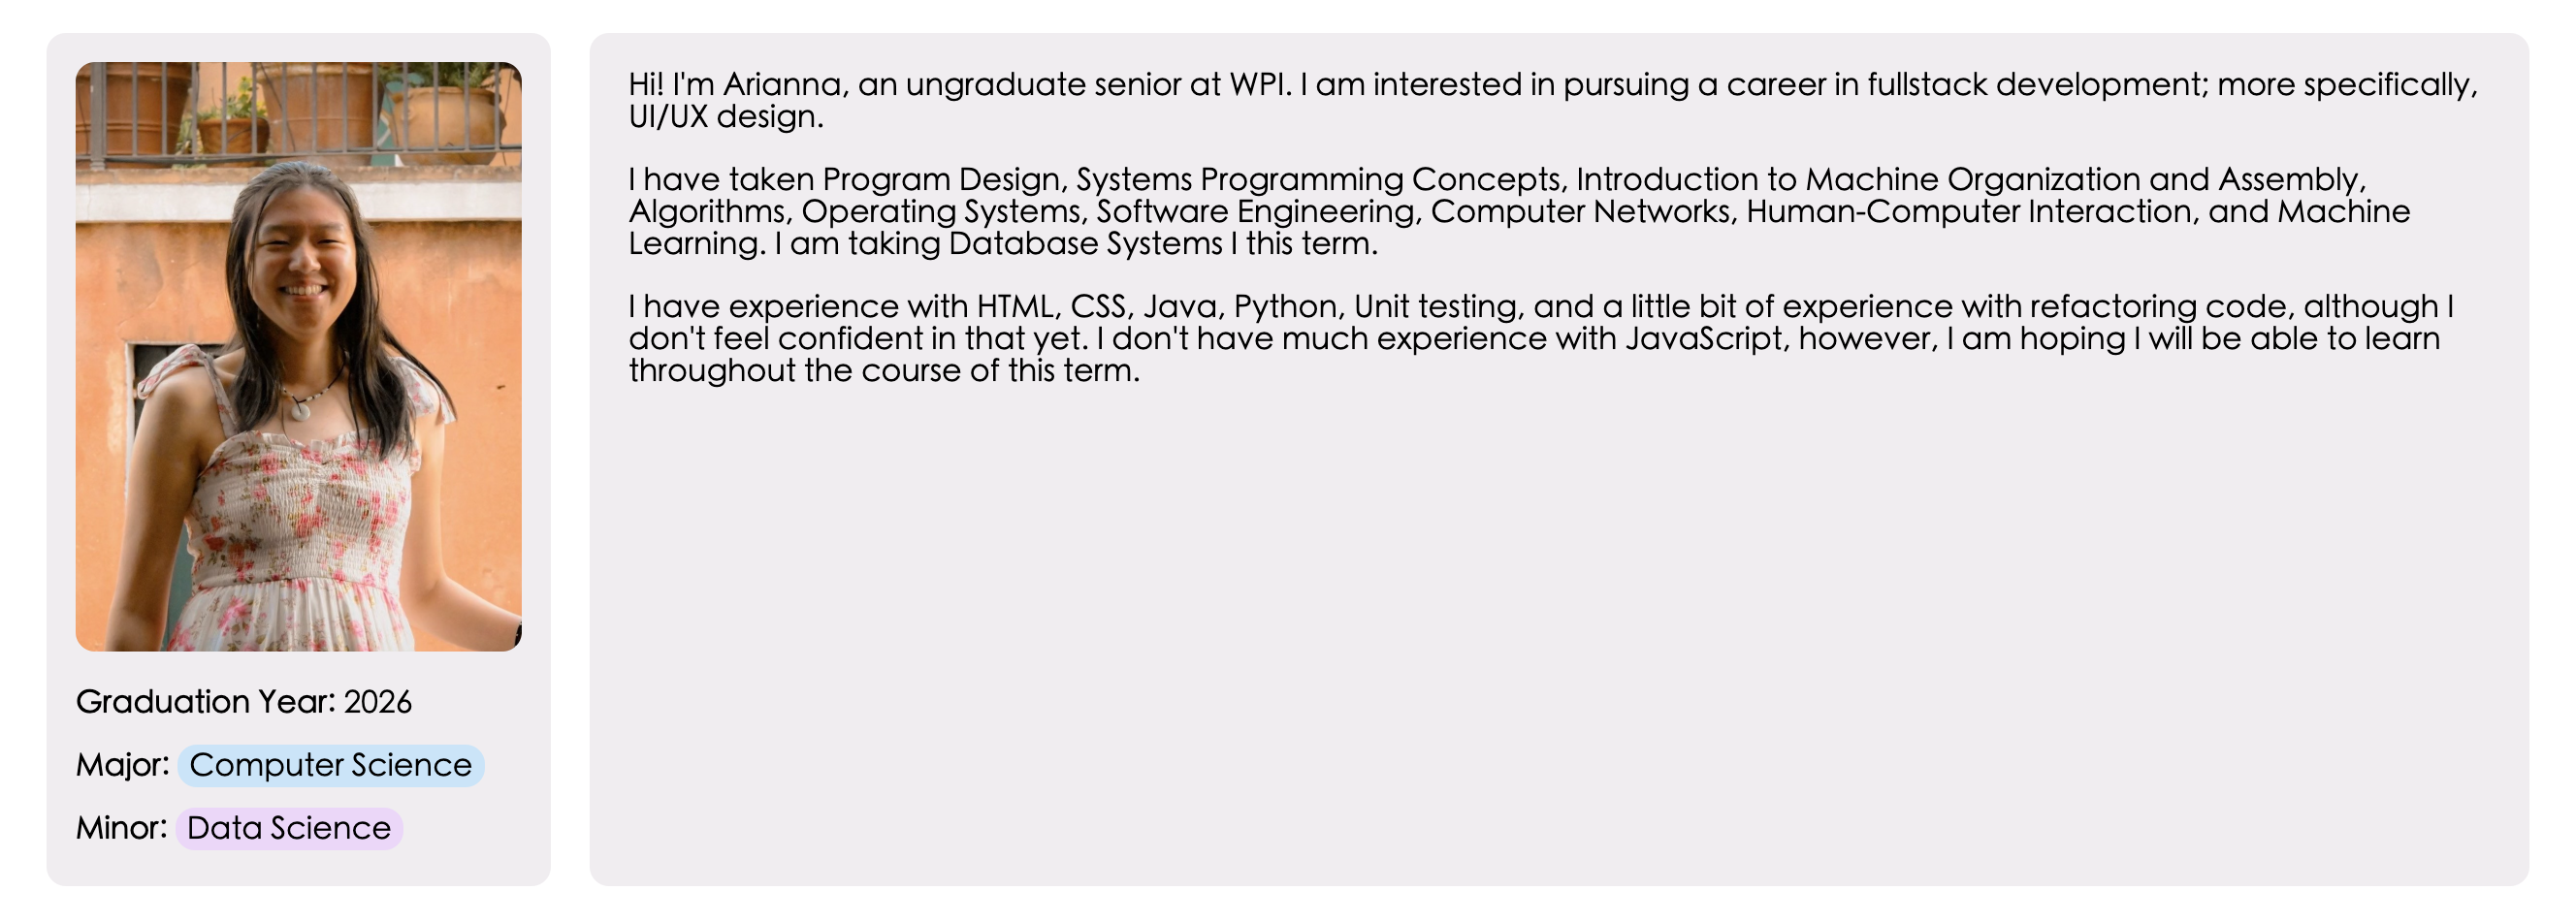 Hi! I'm Arianna, an ungraduate senior at WPI. I am interested in pursuing a career in fullstack development; more specifically,
UI/UX design.
I have taken Program Design, Systems Programming Concepts, Introduction to Machine Organization and Assembly,
Algorithms, Operating Systems, Software Engineering, Computer Networks, Human-Computer Interaction, and Machine
Learning. I am taking Database Systems I this term.
I have experience with HTML, CSS, Java, Python, Unit testing, and a little bit of experience with refactoring code, although I
don't feel confident in that yet. I don't have much experience with JavaScript, however, I am hoping I will be able to learn
throughout the course of this term.
Graduation Year: 2026
Major: Computer Science
Minor: Data Science